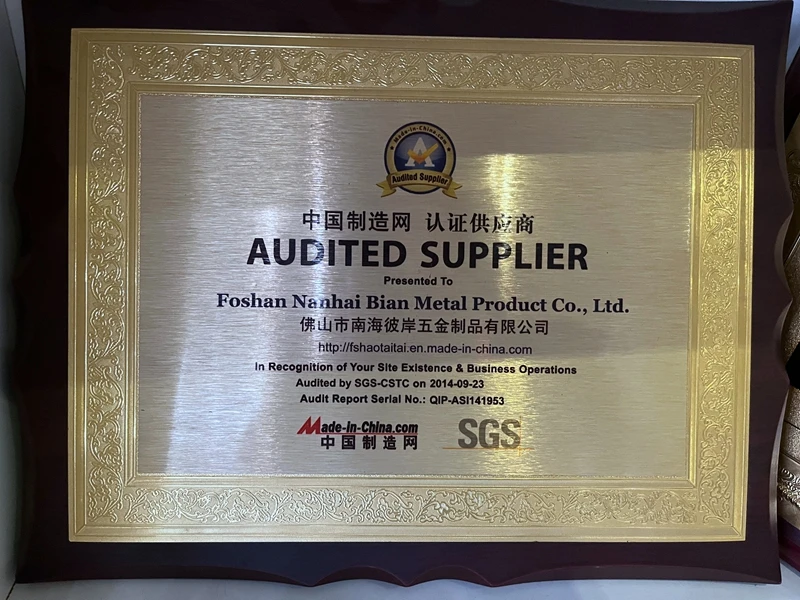 Made-in-China.com
Audited Supplier
中国制造网 认证供应商
AUDITED SUPPLIER
Presented To
Foshan Nanhai Bian Metal Product Co., Ltd.
佛山市南海彼岸五金制品有限公司
http://fshaotaitai.en.made-in-china.com
In Recognition of Your Site Existence & Business Operations
Audited by SGS-CSTC on 2014-09-23
Audit Report Serial No.: QIP-ASI141953
Made-in-China.com
中国制造网
SGS